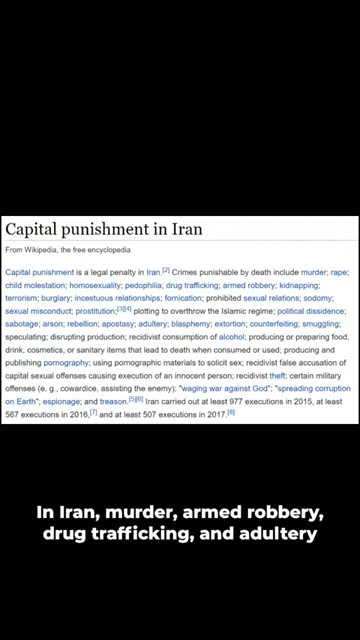 Capital punishment in Iran
From Wikipedia, the free encyclopedia
Capital punishment is a legal penalty in Iran.[2] Crimes punishable by death include murder; rape;
child molestation; homosexuality; pedophilia; drug trafficking; armed robbery; kidnapping;
terrorism; burglary; incestuous relationships; fornication; prohibited sexual relations; sodomy;
sexual misconduct; prostitution;[3][4] plotting to overthrow the Islamic regime; political dissidence;
sabotage; arson; rebellion; apostasy; adultery; blasphemy; extortion; counterfeiting; smuggling;
speculating; disrupting production; recidivist consumption of alcohol; producing or preparing food,
drink, cosmetics, or sanitary items that lead to death when consumed or used; producing and
publishing pornography; using pornographic materials to solicit sex; recidivist false accusation of
capital sexual offenses causing execution of an innocent person; recidivist theft; certain military
offenses (e. g., cowardice, assisting the enemy); "waging war against God"; "spreading corruption
on Earth"; espionage; and treason.[5][6] Iran carried out at least 977 executions in 2015, at least
567 executions in 2016,[7] and at least 507 executions in 2017.[8]
In Iran, murder, armed robbery,
drug trafficking, and adultery